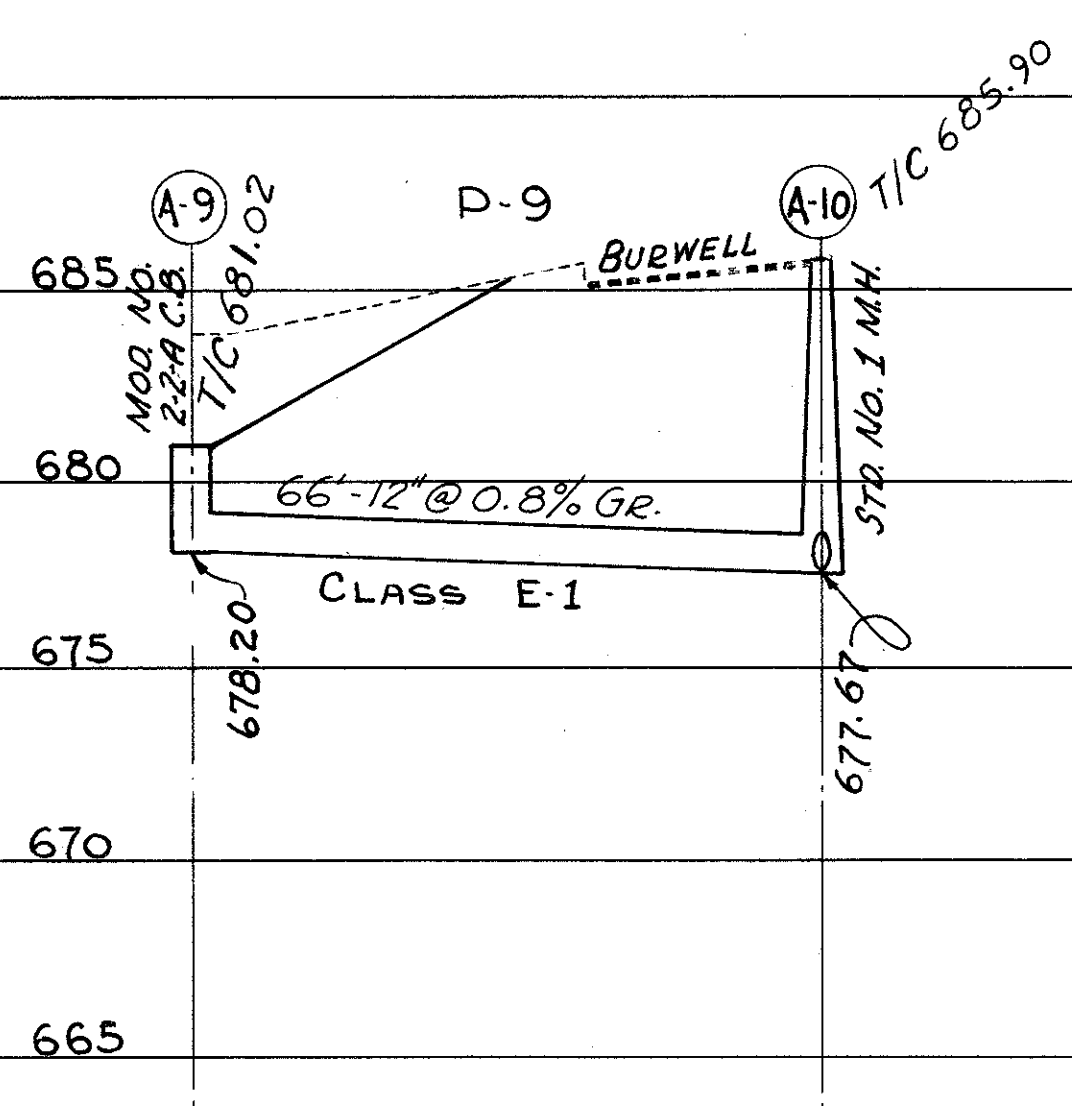 T/C 685.90
A-9
D-9
A-10
BURWELL
685
MOD. NO.
2-2-A C.B.
T/C 681.02
STD. NO. 1 M.H.
680
66'-12" @ 0.8% GR.
CLASS E-1
675
678.20
677.67
670
665